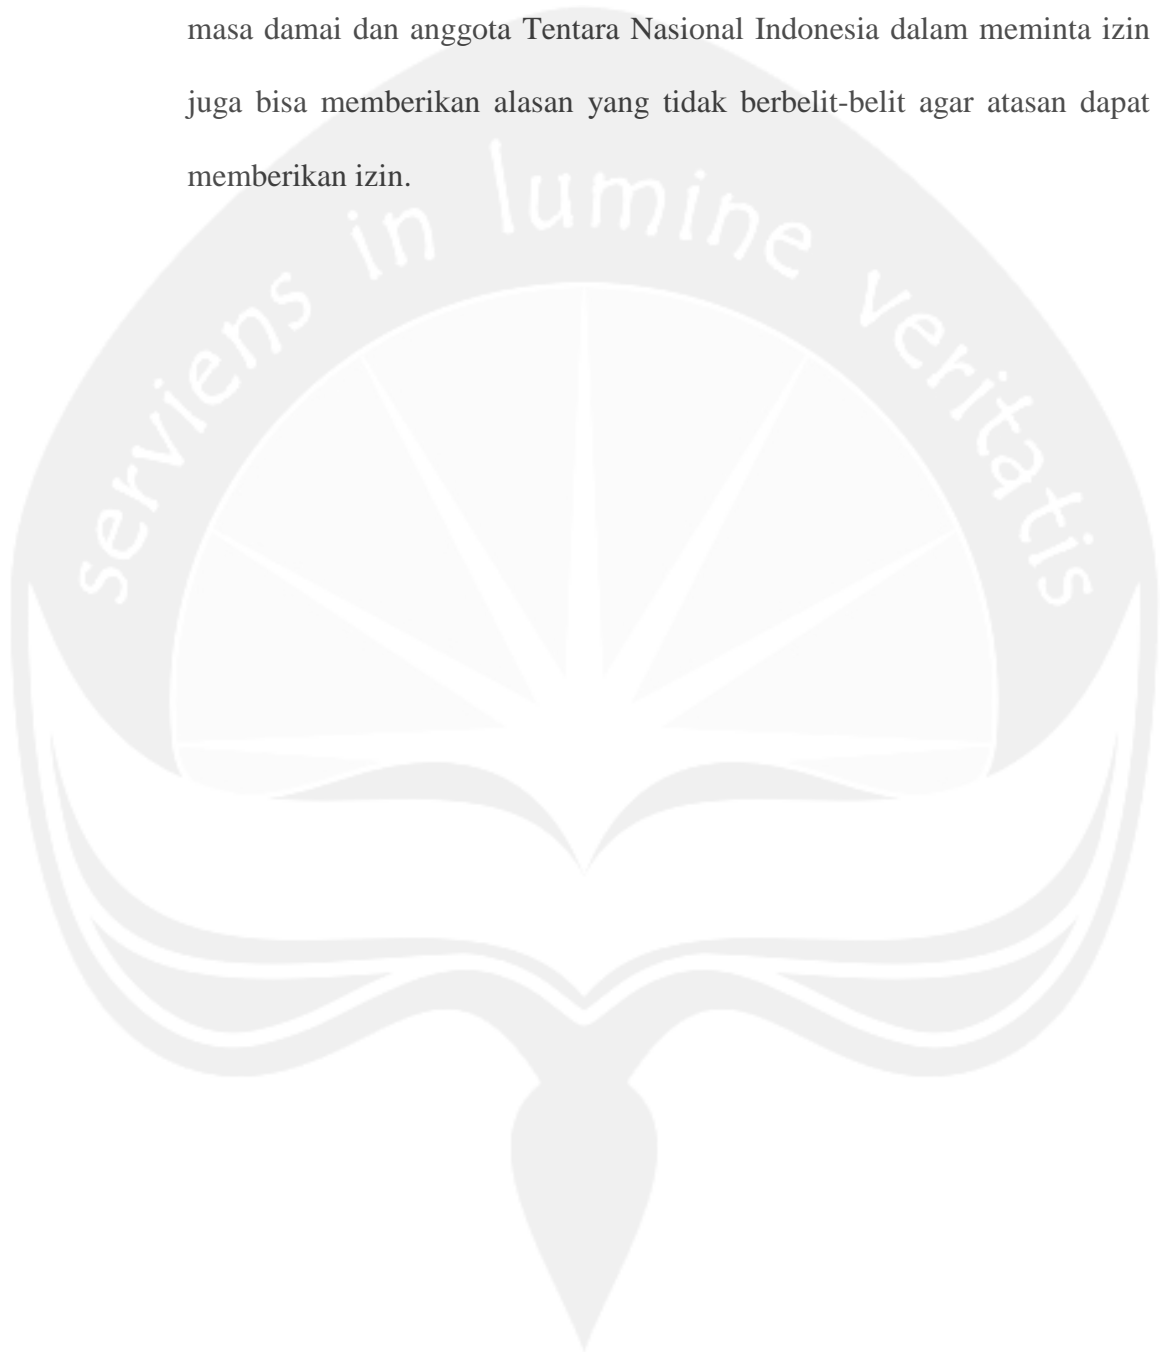 masa damai dan anggota Tentara Nasional Indonesia dalam meminta izin
juga bisa memberikan alasan yang tidak berbelit-belit agar atasan dapat
memberikan izin.
serviens in lumine veritatis